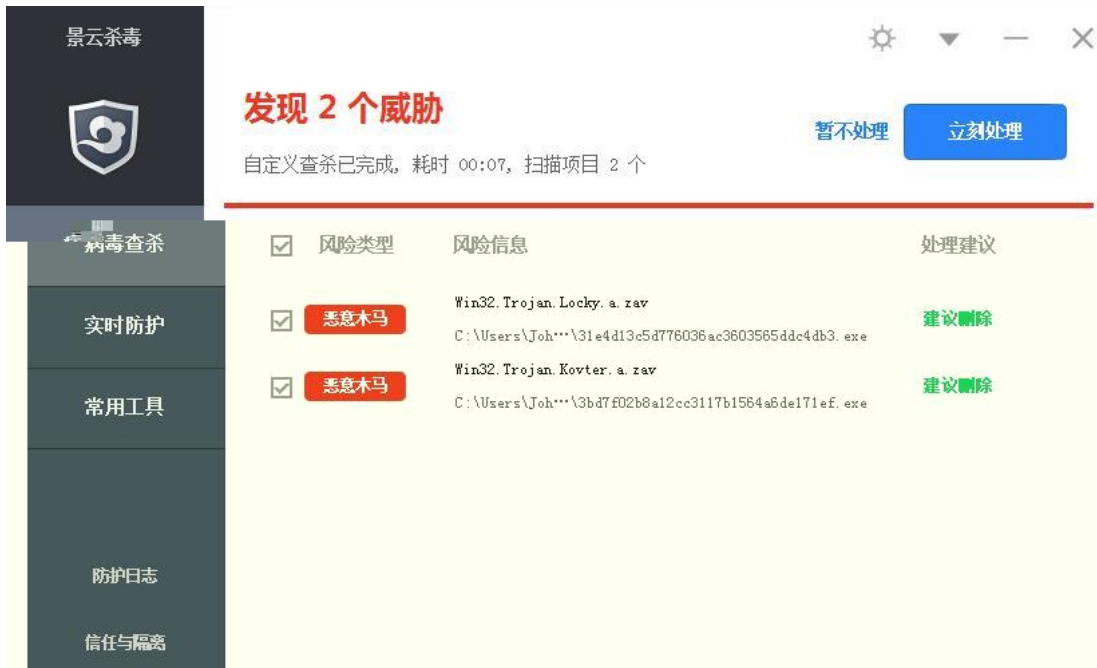 景云杀毒
发现 2 个威胁
自定义查杀已完成, 耗时 00:07, 扫描项目 2 个
暂不处理
立刻处理
病毒查杀
实时防护
常用工具
防护日志
信任与隔离
风险类型 风险信息 处理建议
恶意木马
Win32.Trojan.Locky.a.zav
C:\Users\Joh···\31e4d13c5d776036ac3603565ddc4db3.exe
建议删除
恶意木马
Win32.Trojan.Kovter.a.zav
C:\Users\Joh···\3bd7f02b8a12cc3117b1564a6de171ef.exe
建议删除